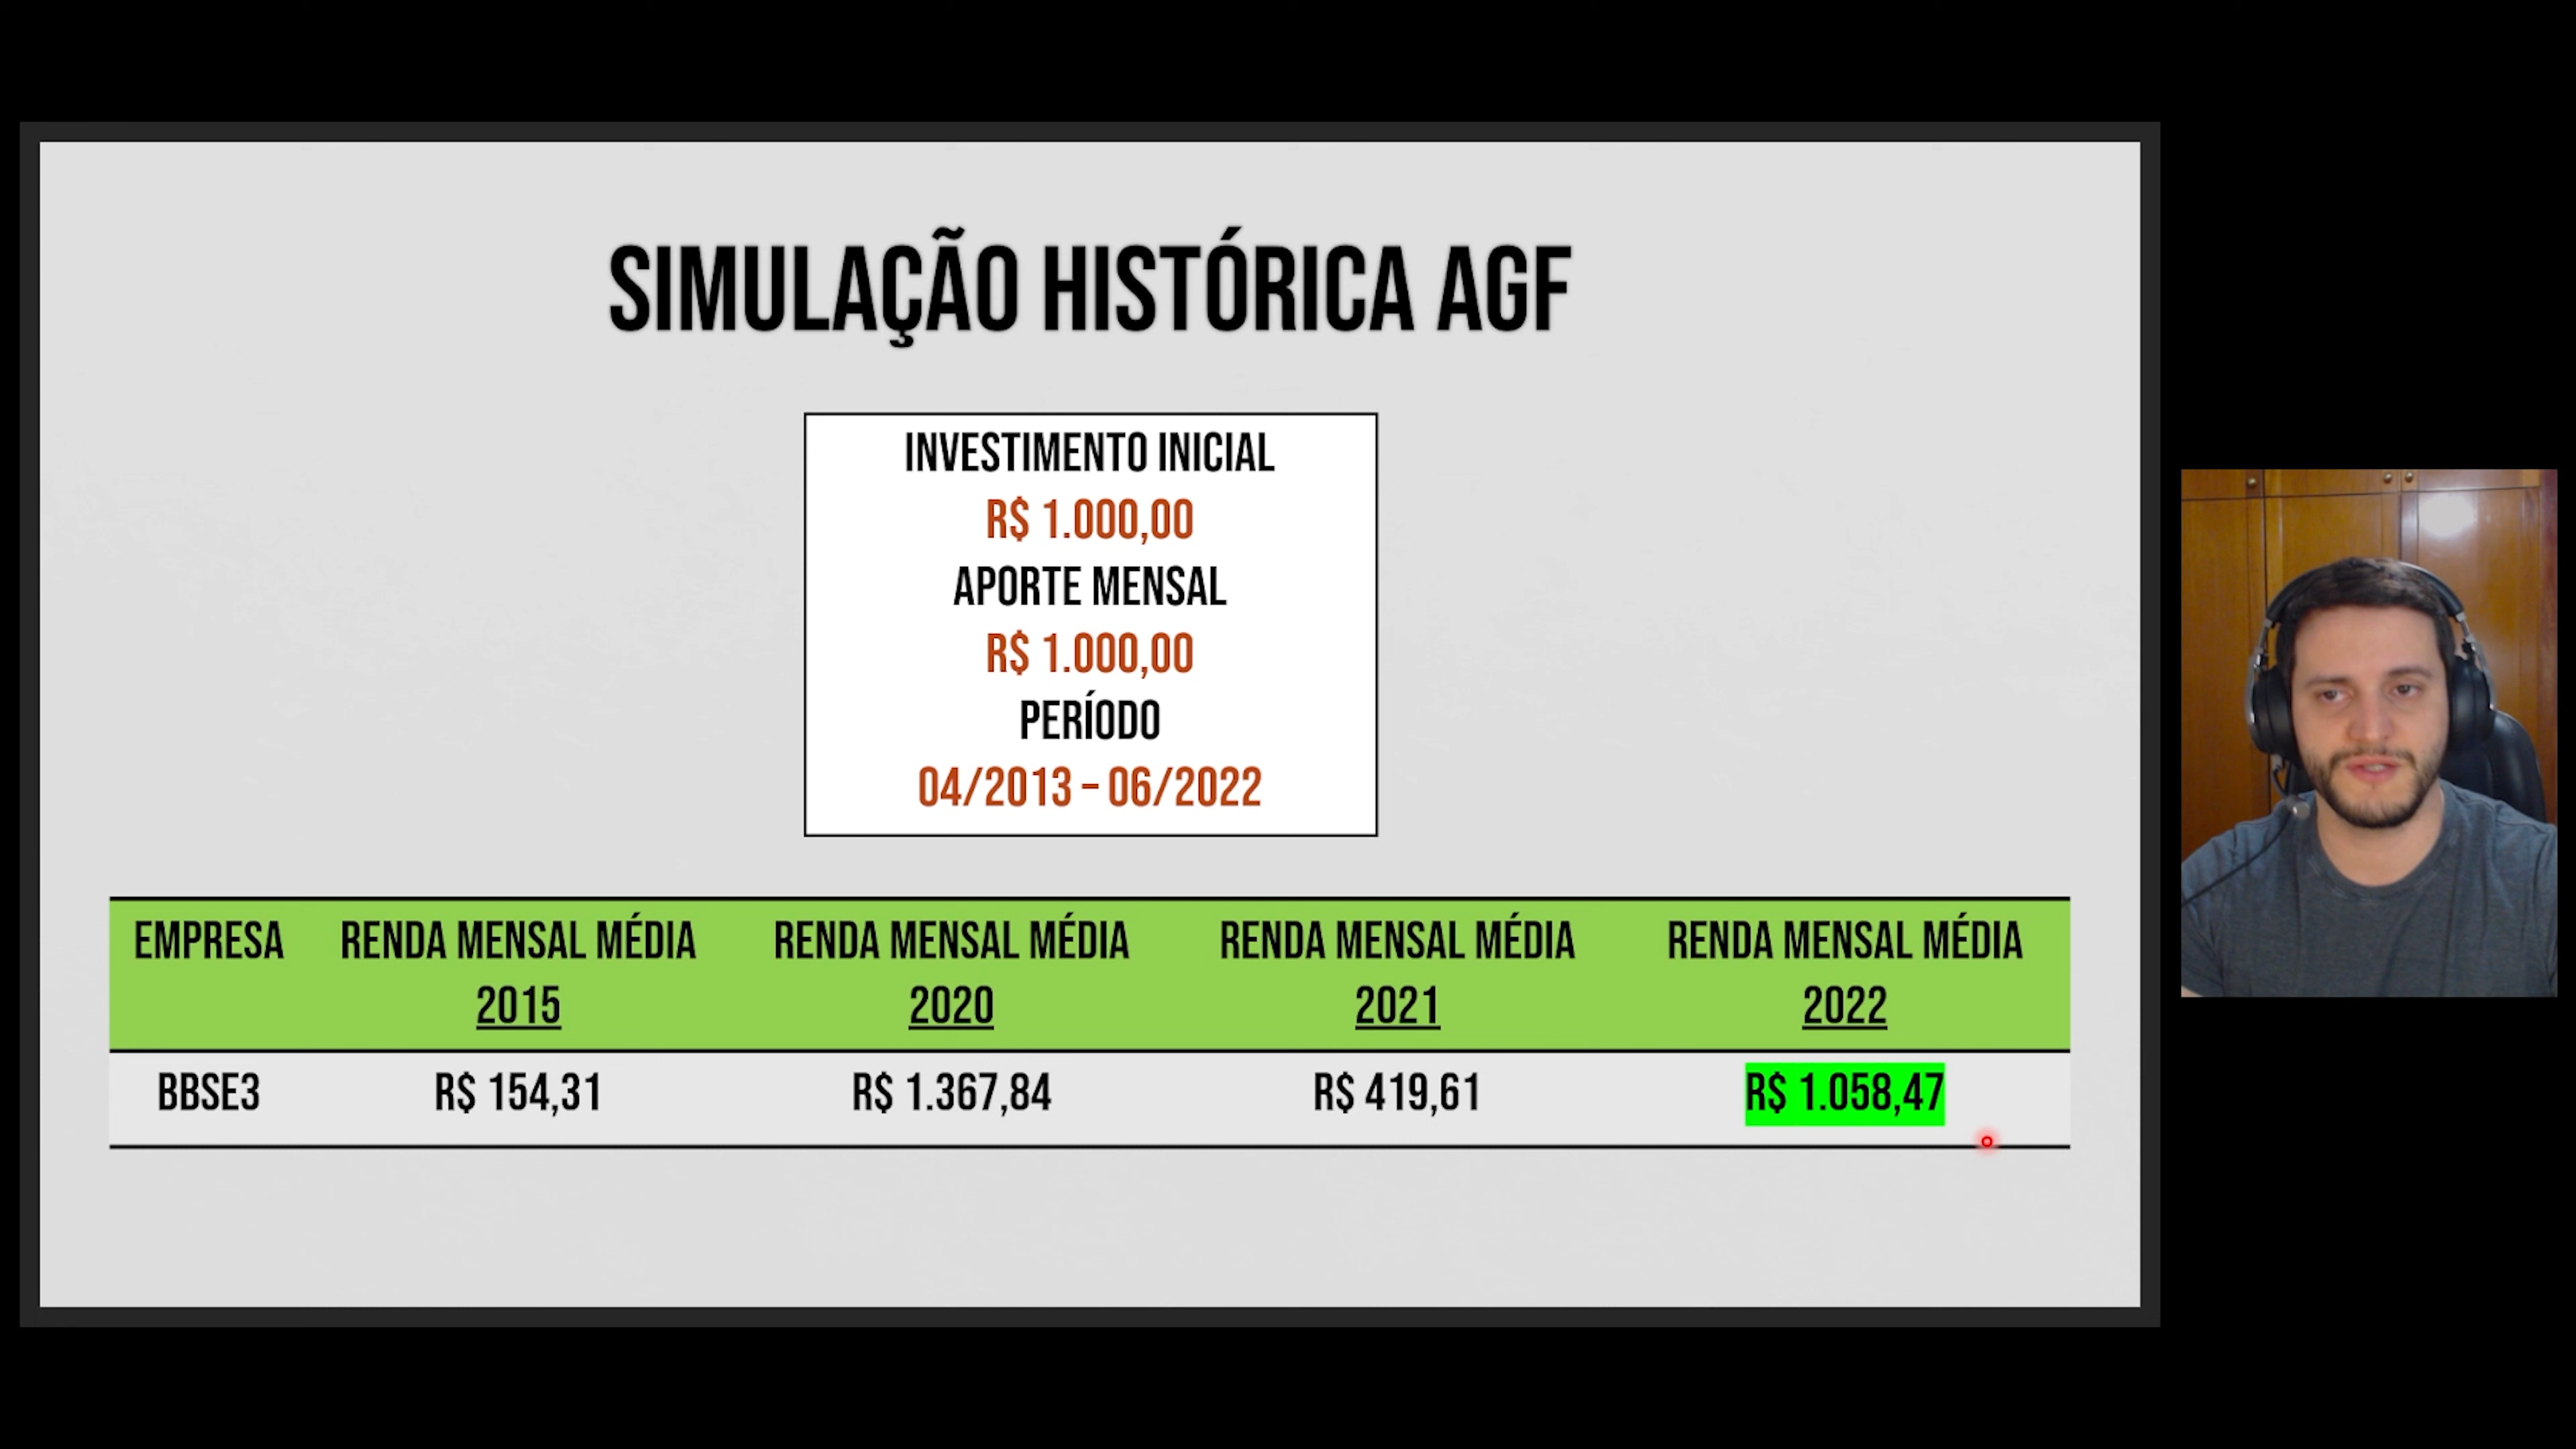 SIMULAÇÃO HISTÓRICA AGF
INVESTIMENTO INICIAL
R$ 1.000,00
APORTE MENSAL
R$ 1.000,00
PERÍODO
04/2013 – 06/2022
EMPRESA RENDA MENSAL MÉDIA RENDA MENSAL MÉDIA RENDA MENSAL MÉDIA RENDA MENSAL MÉDIA
2015 2020 2021 2022
BBSE3 R$ 154,31 R$ 1.367,84 R$ 419,61 R$ 1.058,47